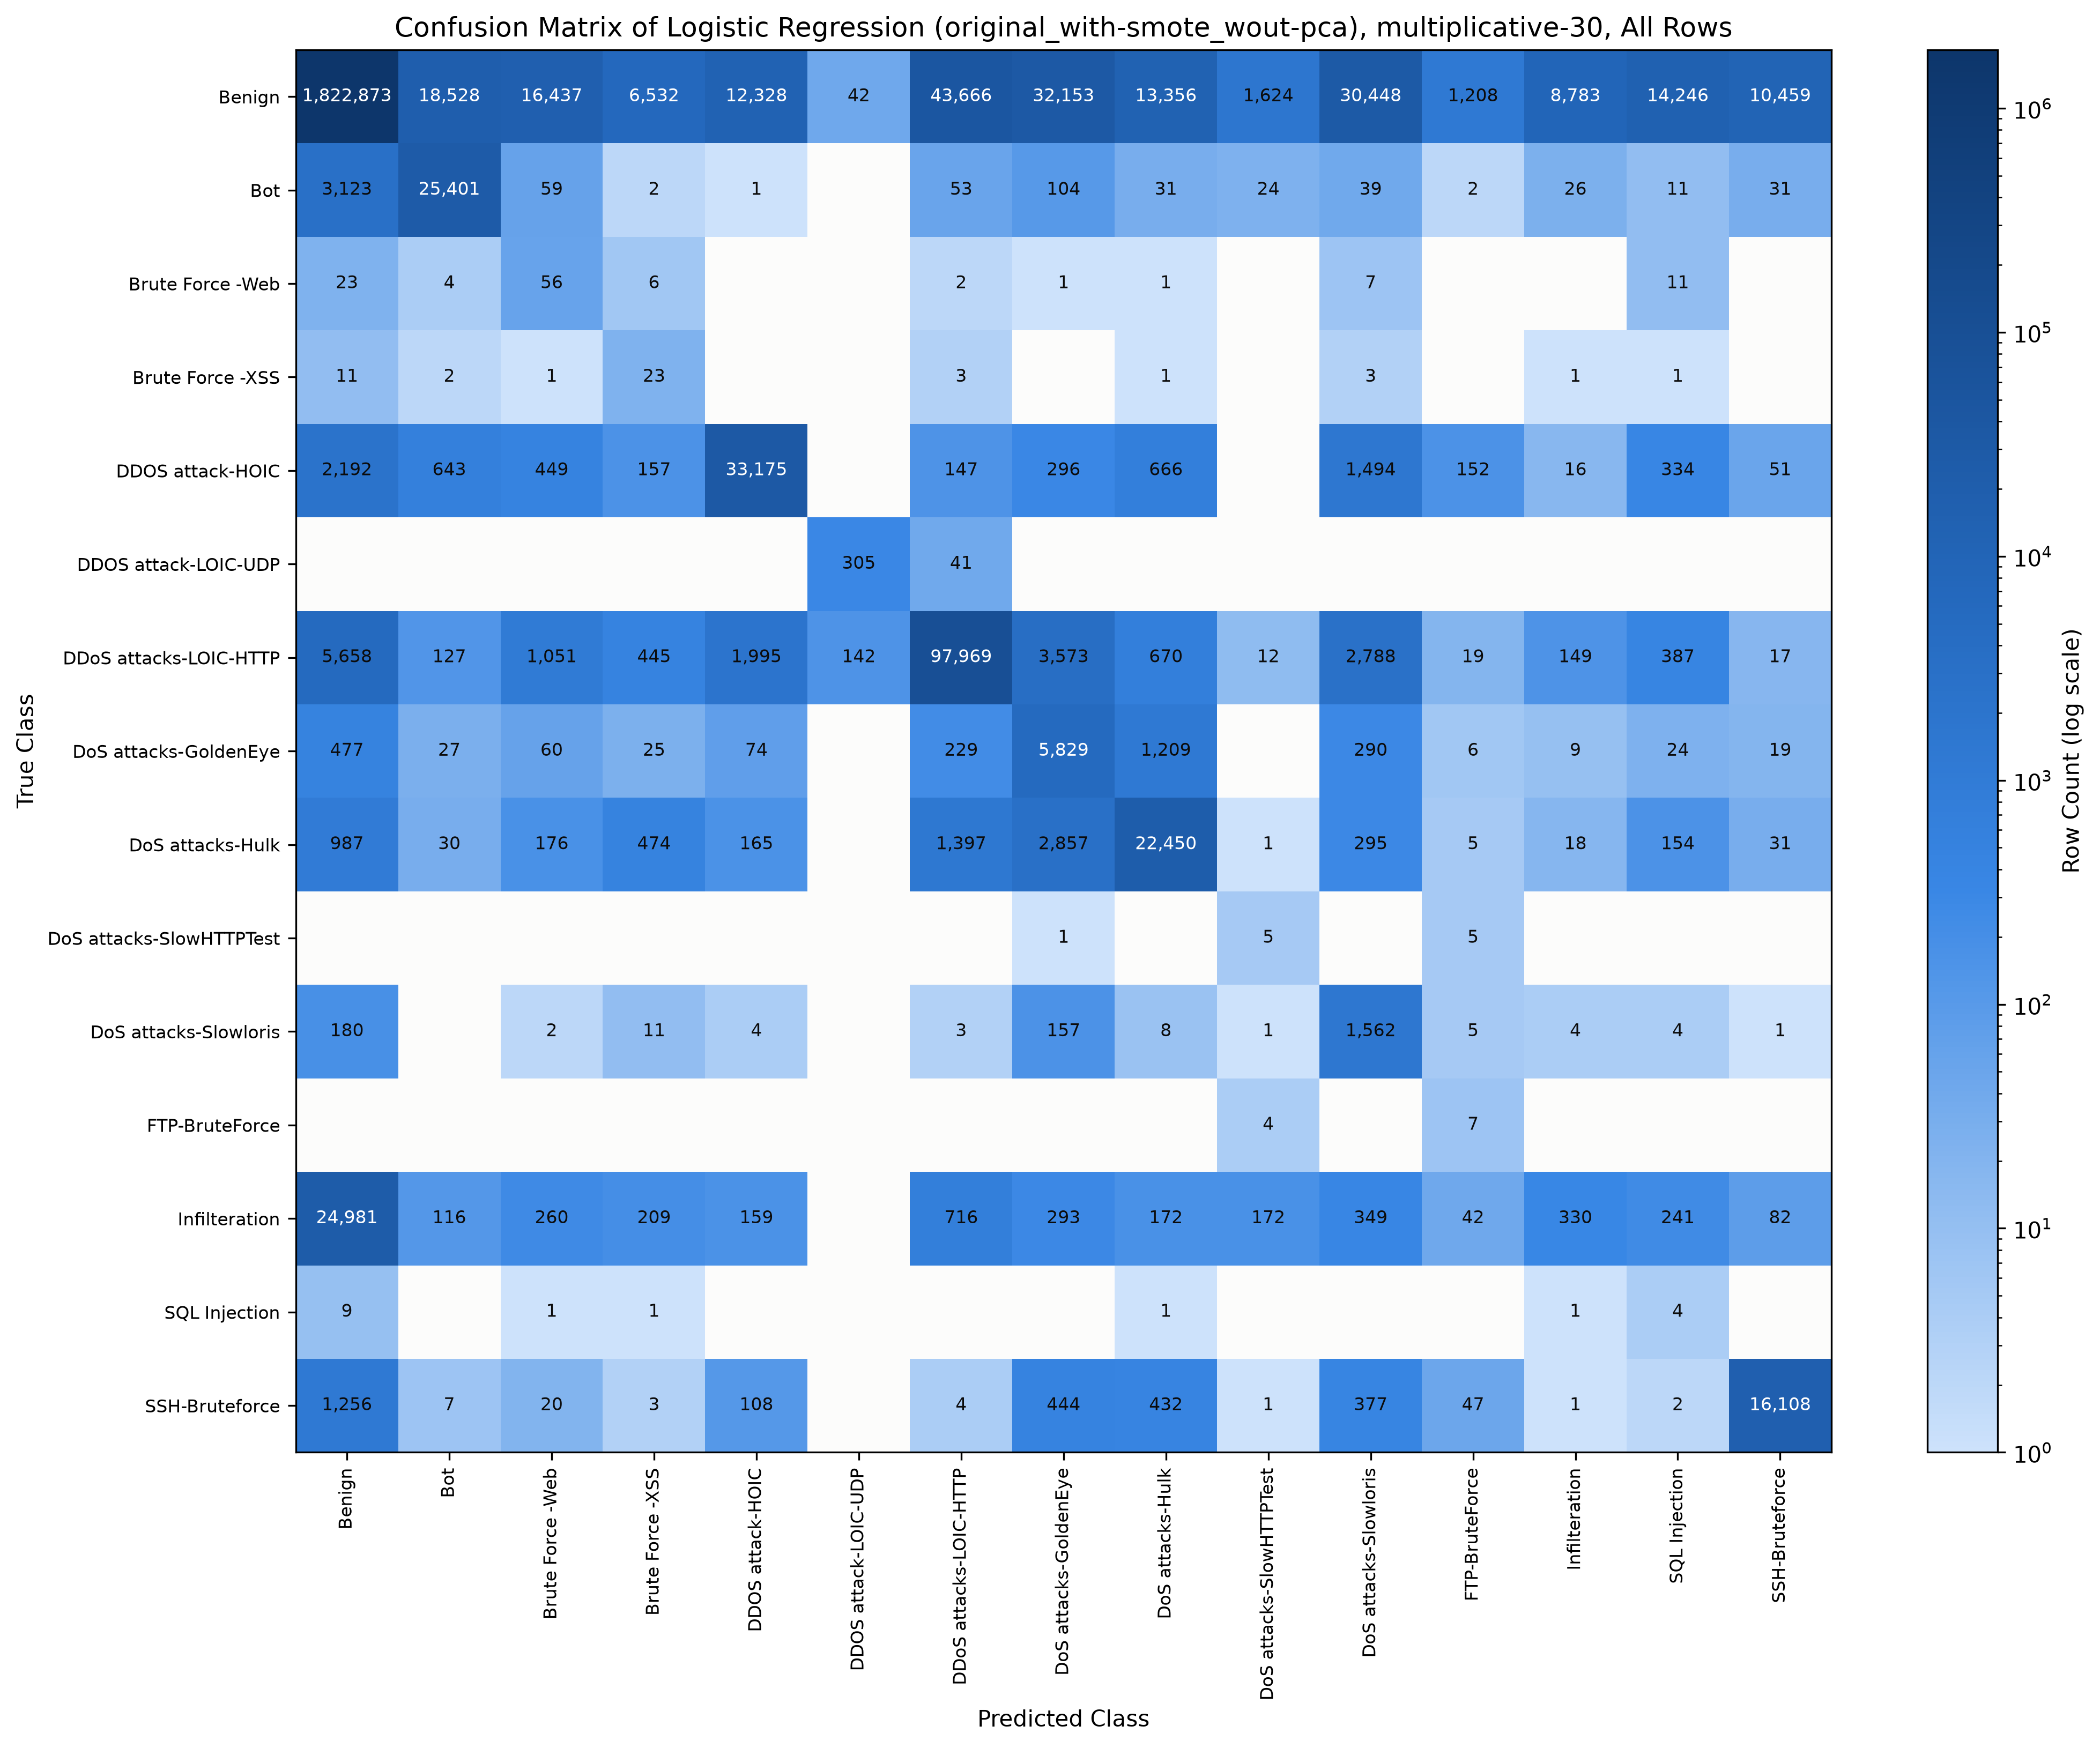 Confusion Matrix of Logistic Regression (original_with-smote_wout-pca), multiplicative-30, All Rows
Benign 1,822,873 18,528 16,437 6,532 12,328 42 43,666 32,153 13,356 1,624 30,448 1,208 8,783 14,246 10,459
Bot 3,123 25,401 59 2 1 53 104 31 24 39 2 26 11 31
Brute Force -Web 23 4 56 6 2 1 1 7 11
Brute Force -XSS 11 2 1 23 3 1 3 1 1
DDOS attack-HOIC 2,192 643 449 157 33,175 147 296 666 1,494 152 16 334 51
DDOS attack-LOIC-UDP 305 41
DDoS attacks-LOIC-HTTP 5,658 127 1,051 445 1,995 142 97,969 3,573 670 12 2,788 19 149 387 17
DoS attacks-GoldenEye 477 27 60 25 74 229 5,829 1,209 290 6 9 24 19
DoS attacks-Hulk 987 30 176 474 165 1,397 2,857 22,450 1 295 5 18 154 31
DoS attacks-SlowHTTPTest 1 5 5
DoS attacks-Slowloris 180 2 11 4 3 157 8 1 1,562 5 4 4 1
FTP-BruteForce 4 7
Infilteration 24,981 116 260 209 159 716 293 172 172 349 42 330 241 82
SQL Injection 9 1 1 1 1 4
SSH-Bruteforce 1,256 7 20 3 108 4 444 432 1 377 47 1 2 16,108
True Class
Benign
Bot
Brute Force -Web
Brute Force -XSS
DDOS attack-HOIC
DDOS attack-LOIC-UDP
DDoS attacks-LOIC-HTTP
DoS attacks-GoldenEye
DoS attacks-Hulk
DoS attacks-SlowHTTPTest
DoS attacks-Slowloris
FTP-BruteForce
Infilteration
SQL Injection
SSH-Bruteforce
Predicted Class
10⁶
10⁵
10⁴
10³
10²
10¹
10⁰
Row Count (log scale)